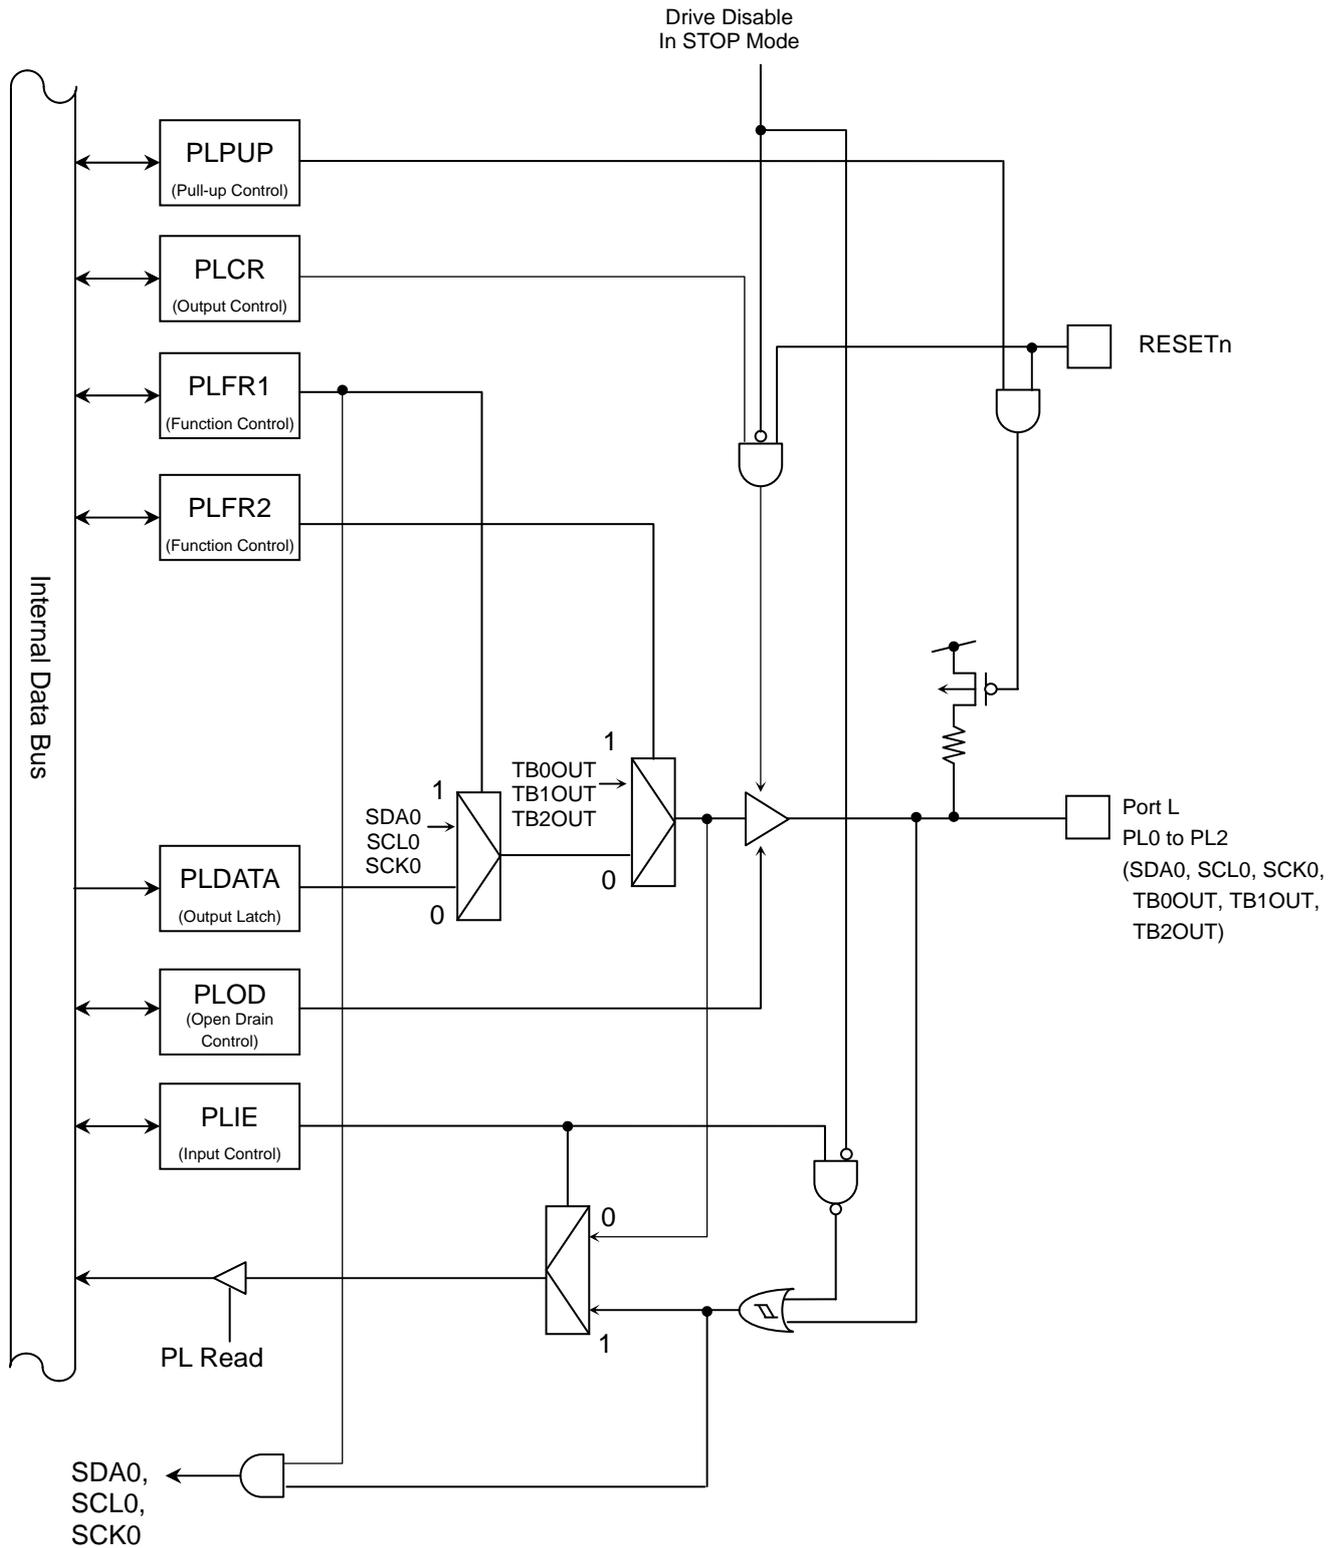 Drive Disable
In STOP Mode
PLPUP
(Pull-up Control)
PLCR
(Output Control)
RESETn
PLFR1
(Function Control)
PLFR2
(Function Control)
Internal Data Bus
1
TB0OUT
TB1OUT
TB2OUT
0
1
SDA0
SCL0
SCK0
0
Port L
PL0 to PL2
(SDA0, SCL0, SCK0,
TB0OUT, TB1OUT,
TB2OUT)
PLDATA
(Output Latch)
PLOD
(Open Drain
Control)
PLIE
(Input Control)
0
1
PL Read
SDA0,
SCL0,
SCK0